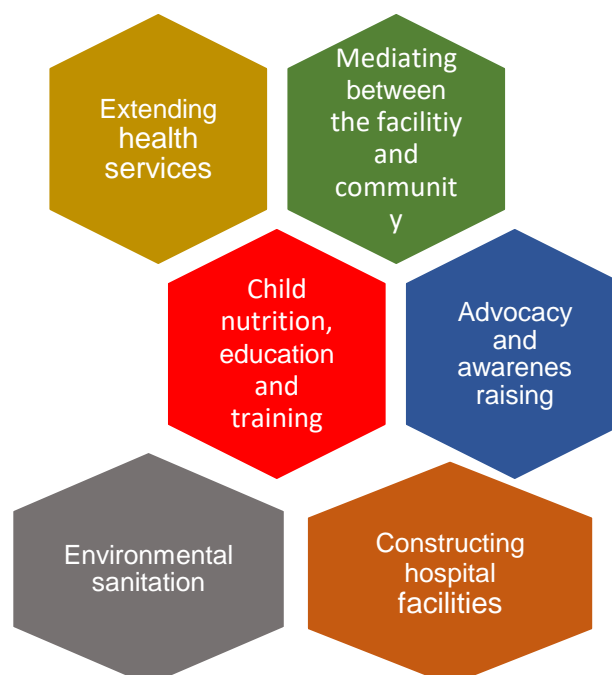 Extending
health
services
Mediating
between
the facilitiy
and
communit
y
Child
nutrition,
education
and
training
Advocacy
and
awarenes
raising
Environmental
sanitation
Constructing
hospital
facilities